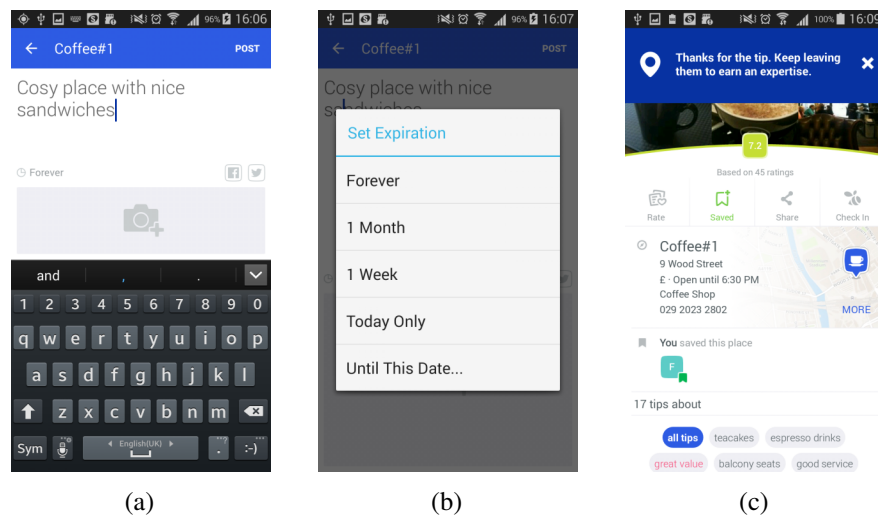 96% 16:06
Coffee#1 POST
Cosy place with nice
sandwiches
Forever
and , .
1 2 3 4 5 6 7 8 9 0
q w e r t y u i o p
a s d f g h j k l
z x c v b n m
Sym English(UK) . :-)
(a)
96% 16:07
Coffee#1 POST
Cosy place with nice
sandwiches
Set Expiration
Forever
1 Month
1 Week
Today Only
Until This Date...
(b)
100% 16:09
Thanks for the tip. Keep leaving
them to earn an expertise.
7.2
Based on 45 ratings
Rate Saved Share Check In
Coffee#1
9 Wood Street
£ · Open until 6:30 PM
Coffee Shop
029 2023 2802 MORE
You saved this place
F
17 tips about
all tips teacakes espresso drinks
great value balcony seats good service
(c)